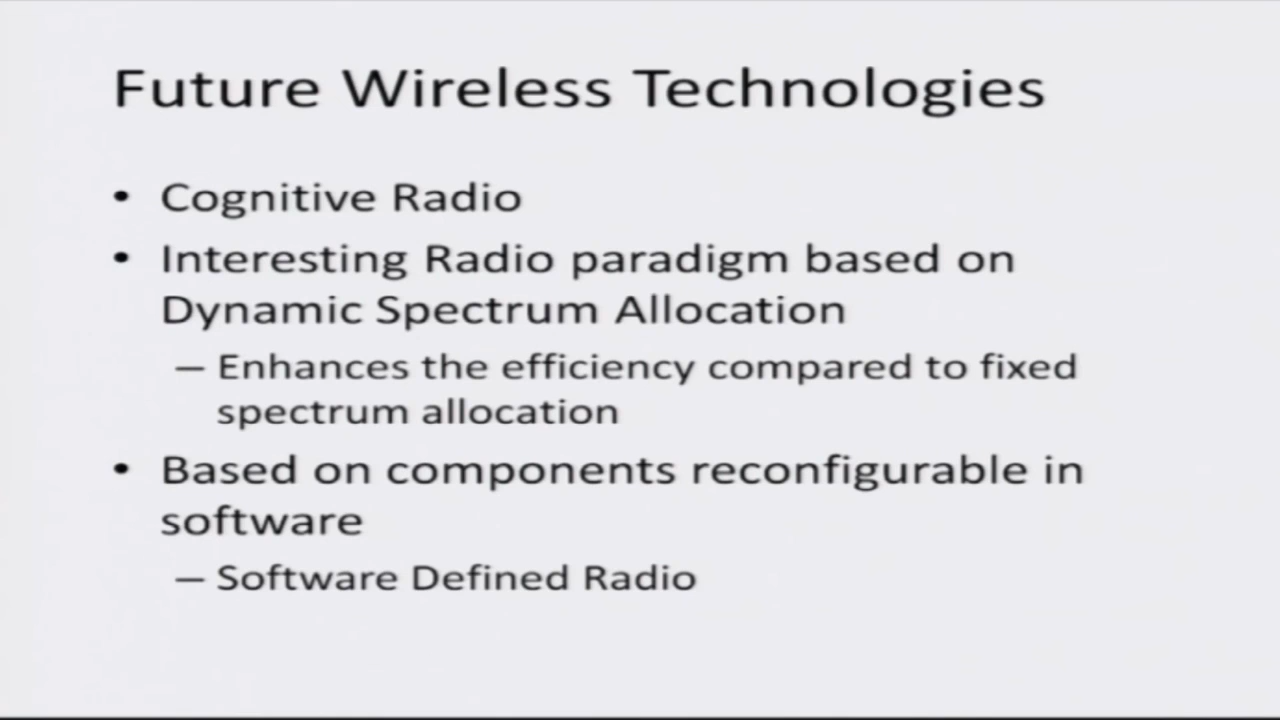 Future Wireless Technologies
• Cognitive Radio
• Interesting Radio paradigm based on
Dynamic Spectrum Allocation
– Enhances the efficiency compared to fixed
spectrum allocation
• Based on components reconfigurable in
software
– Software Defined Radio